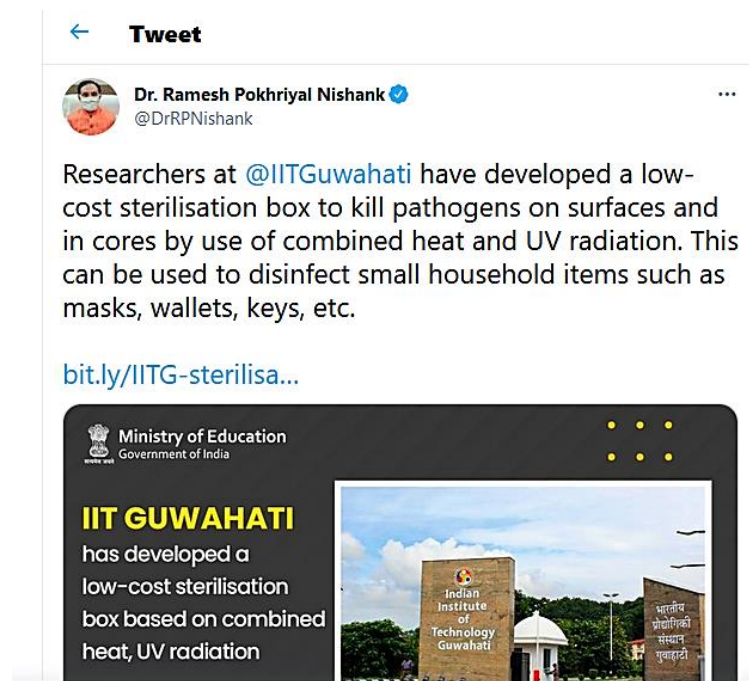 Tweet
Dr. Ramesh Pokhriyal Nishank
@DrRPNishank
Researchers at @IITGuwahati have developed a low-
cost sterilisation box to kill pathogens on surfaces and
in cores by use of combined heat and UV radiation. This
can be used to disinfect small household items such as
masks, wallets, keys, etc.
bit.ly/IITG-sterilisa...
Ministry of Education
Government of India
सत्यमेव जयते
IIT GUWAHATI
has developed a
low-cost sterilisation
box based on combined
heat, UV radiation
Indian
Institute
of
Technology
Guwahati
भारतीय
प्रौद्योगिकी
संस्थान
गुवाहाटी